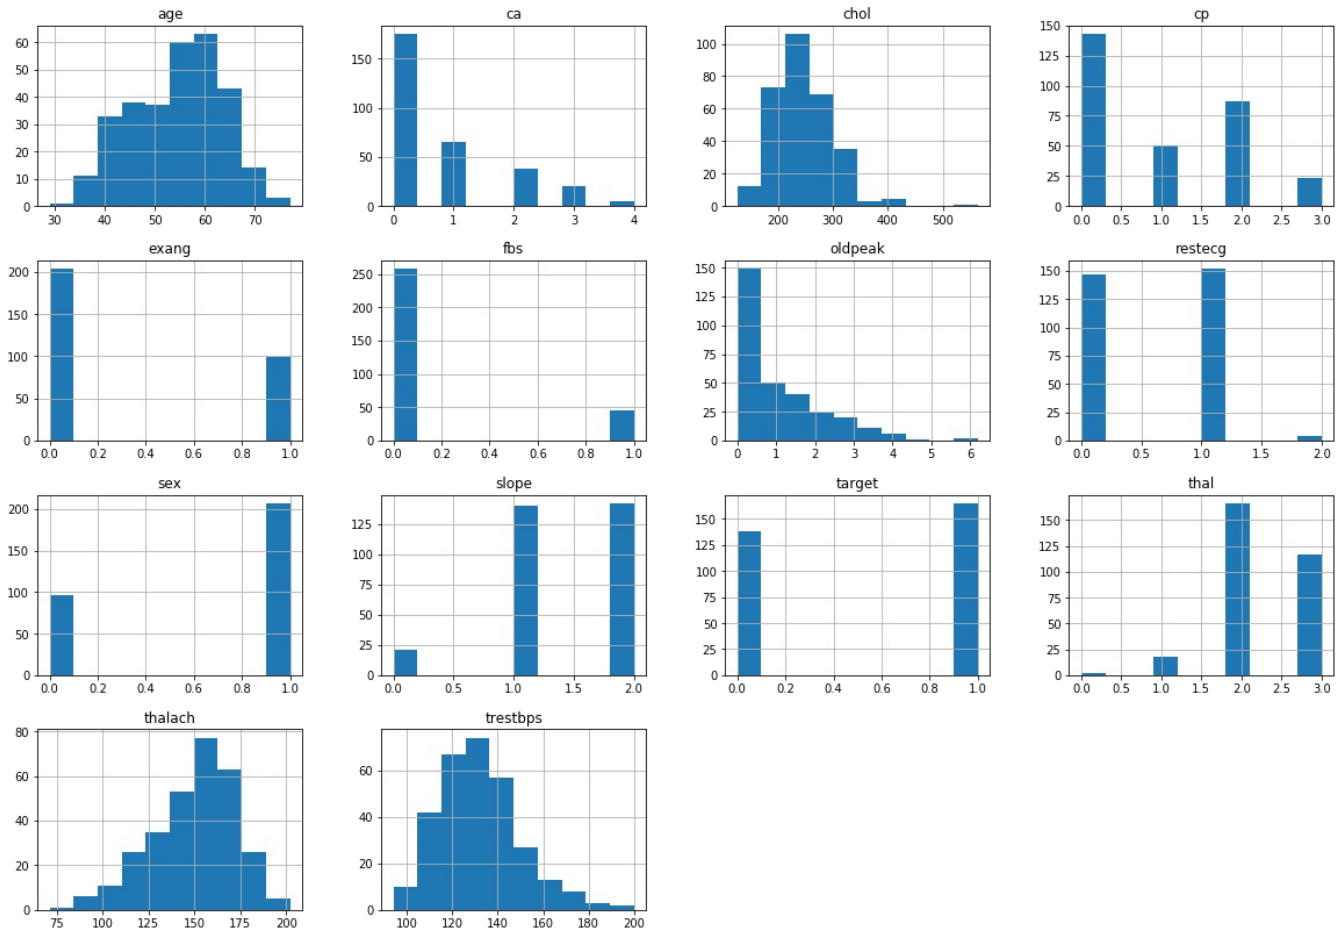 age
60
50
40
30
20
10
0
30 40 50 60 70
ca
150
100
50
0
0 1 2 3 4
chol
100
80
60
40
20
0
200 300 400 500
cp
150
125
100
75
50
25
0
0.0 0.5 1.0 1.5 2.0 2.5 3.0
exang
200
150
100
50
0
0.0 0.2 0.4 0.6 0.8 1.0
fbs
250
200
150
100
50
0
0.0 0.2 0.4 0.6 0.8 1.0
oldpeak
150
125
100
75
50
25
0
0 1 2 3 4 5 6
restecg
150
125
100
75
50
25
0
0.0 0.5 1.0 1.5 2.0
sex
200
150
100
50
0
0.0 0.2 0.4 0.6 0.8 1.0
slope
125
100
75
50
25
0
0.0 0.5 1.0 1.5 2.0
target
150
125
100
75
50
25
0
0.0 0.2 0.4 0.6 0.8 1.0
thal
150
125
100
75
50
25
0
0.0 0.5 1.0 1.5 2.0 2.5 3.0
thalach
80
60
40
20
0
75 100 125 150 175 200
trestbps
60
40
20
0
100 120 140 160 180 200